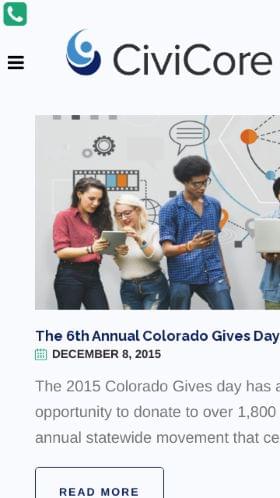 CiviCore
The 6th Annual Colorado Gives Day
DECEMBER 8, 2015
The 2015 Colorado Gives day has a
opportunity to donate to over 1,800
annual statewide movement that ce
READ MORE